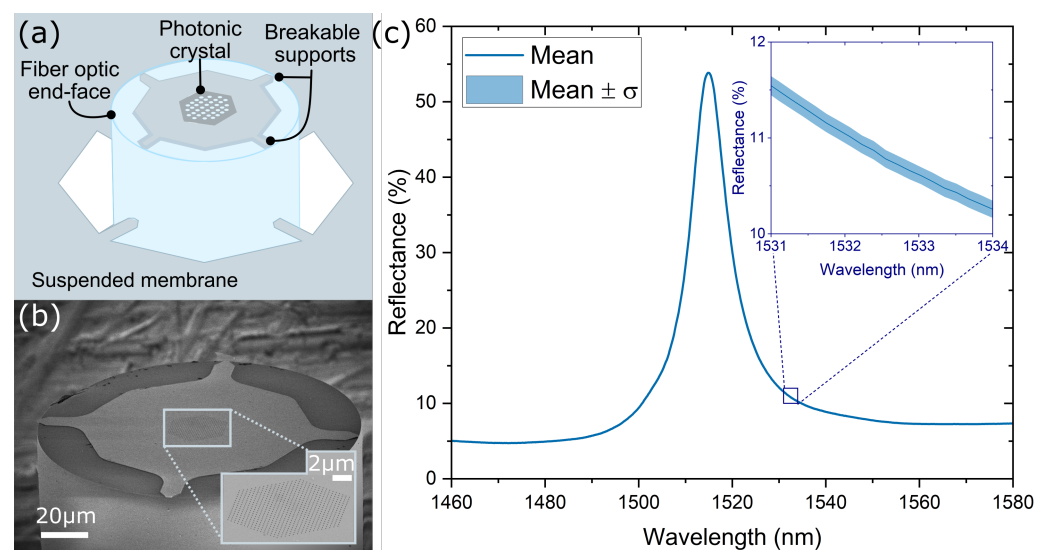 (a)
Photonic
crystal
Breakable
supports
Fiber optic
end-face
Suspended membrane
(b)
2μm
20μm
(c)
Mean
Mean ± σ
Reflectance (%)
60
50
40
30
20
10
0
1460
1480
1500
1520
1540
1560
1580
Wavelength (nm)
Reflectance (%)
12
11
10
1531
1532
1533
1534
Wavelength (nm)